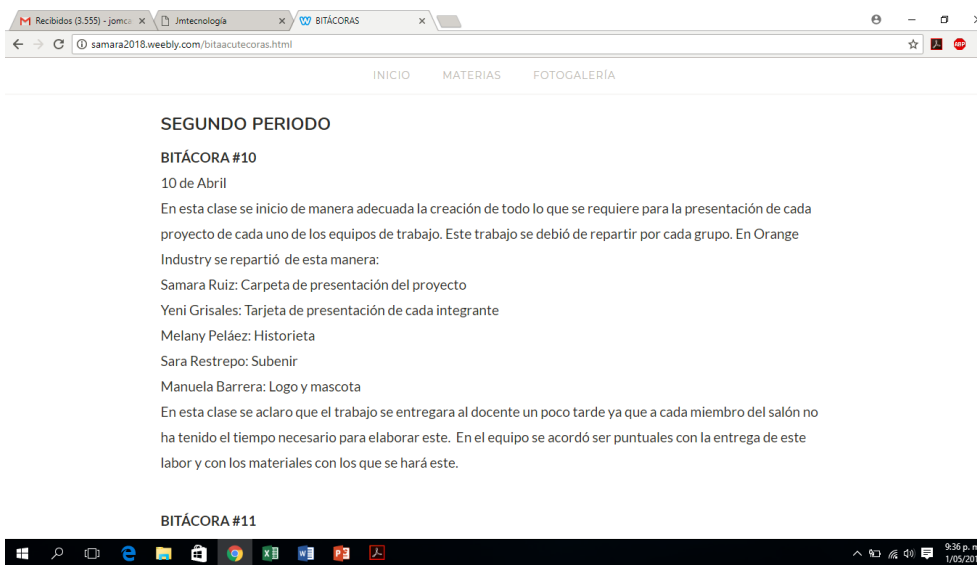 Recibidos (3.555) - jomca
Jmtecnología
BITÁCORAS
samara2018.weebly.com/bitaacutecoras.html
ABP
INICIO MATERIAS FOTOGALERÍA
SEGUNDO PERIODO
BITÁCORA #10
10 de Abril
En esta clase se inicio de manera adecuada la creación de todo lo que se requiere para la presentación de cada
proyecto de cada uno de los equipos de trabajo. Este trabajo se debió de repartir por cada grupo. En Orange
Industry se repartió  de esta manera:
Samara Ruiz: Carpeta de presentación del proyecto
Yeni Grisales: Tarjeta de presentación de cada integrante
Melany Peláez: Historieta
Sara Restrepo: Subenir
Manuela Barrera: Logo y mascota
En esta clase se aclaro que el trabajo se entregara al docente un poco tarde ya que a cada miembro del salón no
ha tenido el tiempo necesario para elaborar este.  En el equipo se acordó ser puntuales con la entrega de este
labor y con los materiales con los que se hará este.
BITÁCORA #11
9:36 p. m
1/05/201